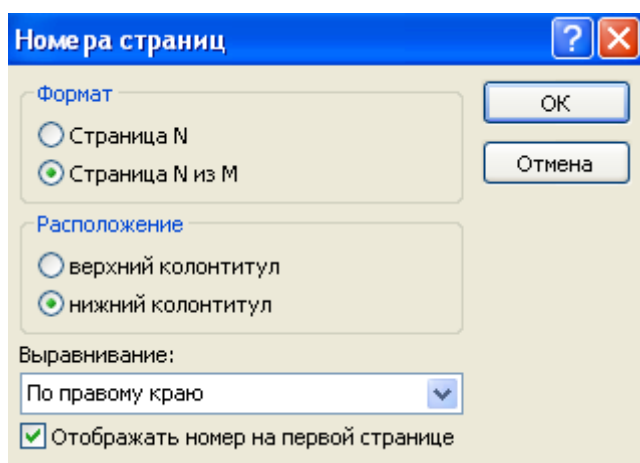 Номера страниц
Формат
ОК
Страница N
Страница N из M
Отмена
Расположение
верхний колонтитул
нижний колонтитул
Выравнивание:
По правому краю
Отображать номер на первой странице